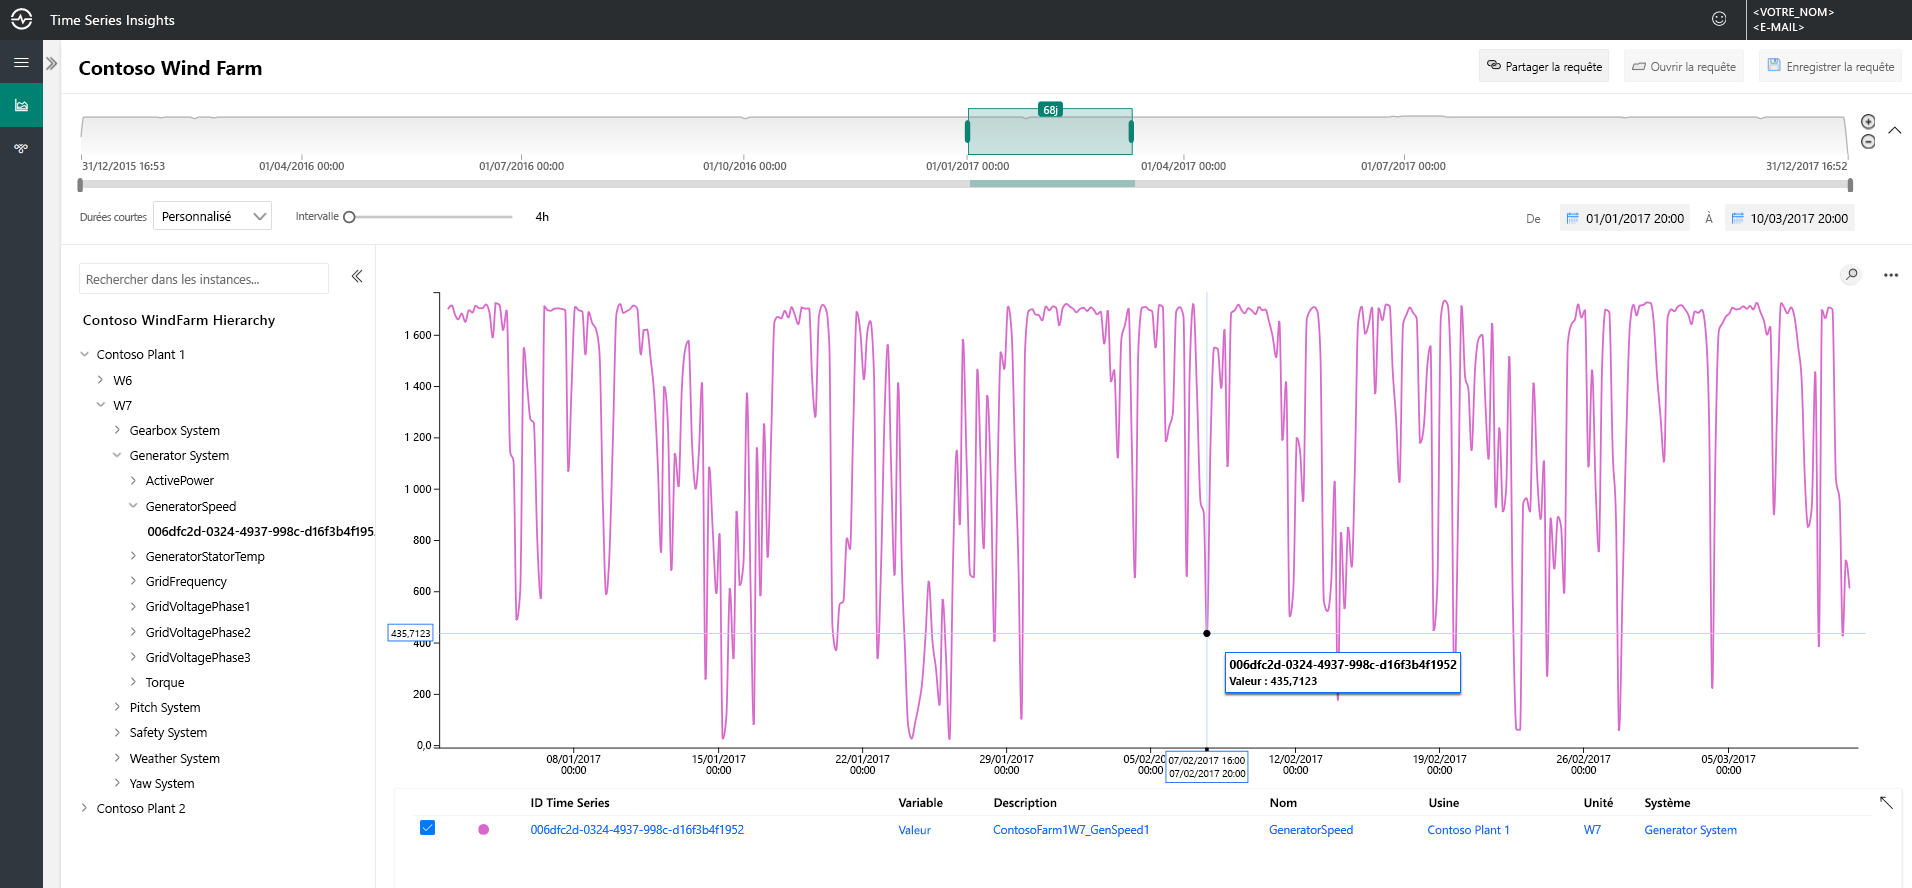 Time Series Insights
<VOTRE_NOM>
<E-MAIL>
Contoso Wind Farm
Partager la requête
Ouvrir la requête
Enregistrer la requête
68j
31/12/2015 16:53
01/04/2016 00:00
01/07/2016 00:00
01/10/2016 00:00
01/01/2017 00:00
01/04/2017 00:00
01/07/2017 00:00
31/12/2017 16:52
Durées courtes
Personnalisé
Intervalle
4h
De
01/01/2017 20:00
À
10/03/2017 20:00
Rechercher dans les instances...
Contoso WindFarm Hierarchy
Contoso Plant 1
W6
W7
Gearbox System
Generator System
ActivePower
GeneratorSpeed
006dfc2d-0324-4937-998c-d16f3b4f195
GeneratorStatorTemp
GridFrequency
GridVoltagePhase1
GridVoltagePhase2
GridVoltagePhase3
Torque
Pitch System
Safety System
Weather System
Yaw System
Contoso Plant 2
1 600
1 400
1 200
1 000
800
600
435,7123
400
200
0,0
006dfc2d-0324-4937-998c-d16f3b4f1952
Valeur : 435,7123
08/01/2017
00:00
15/01/2017
00:00
22/01/2017
00:00
29/01/2017
00:00
05/02/20
00:00
07/02/2017 16:00
07/02/2017 20:00
12/02/2017
00:00
19/02/2017
00:00
26/02/2017
00:00
05/03/2017
00:00
ID Time Series
Variable
Description
Nom
Usine
Unité
Système
006dfc2d-0324-4937-998c-d16f3b4f1952
Valeur
ContosoFarm1W7_GenSpeed1
GeneratorSpeed
Contoso Plant 1
W7
Generator System